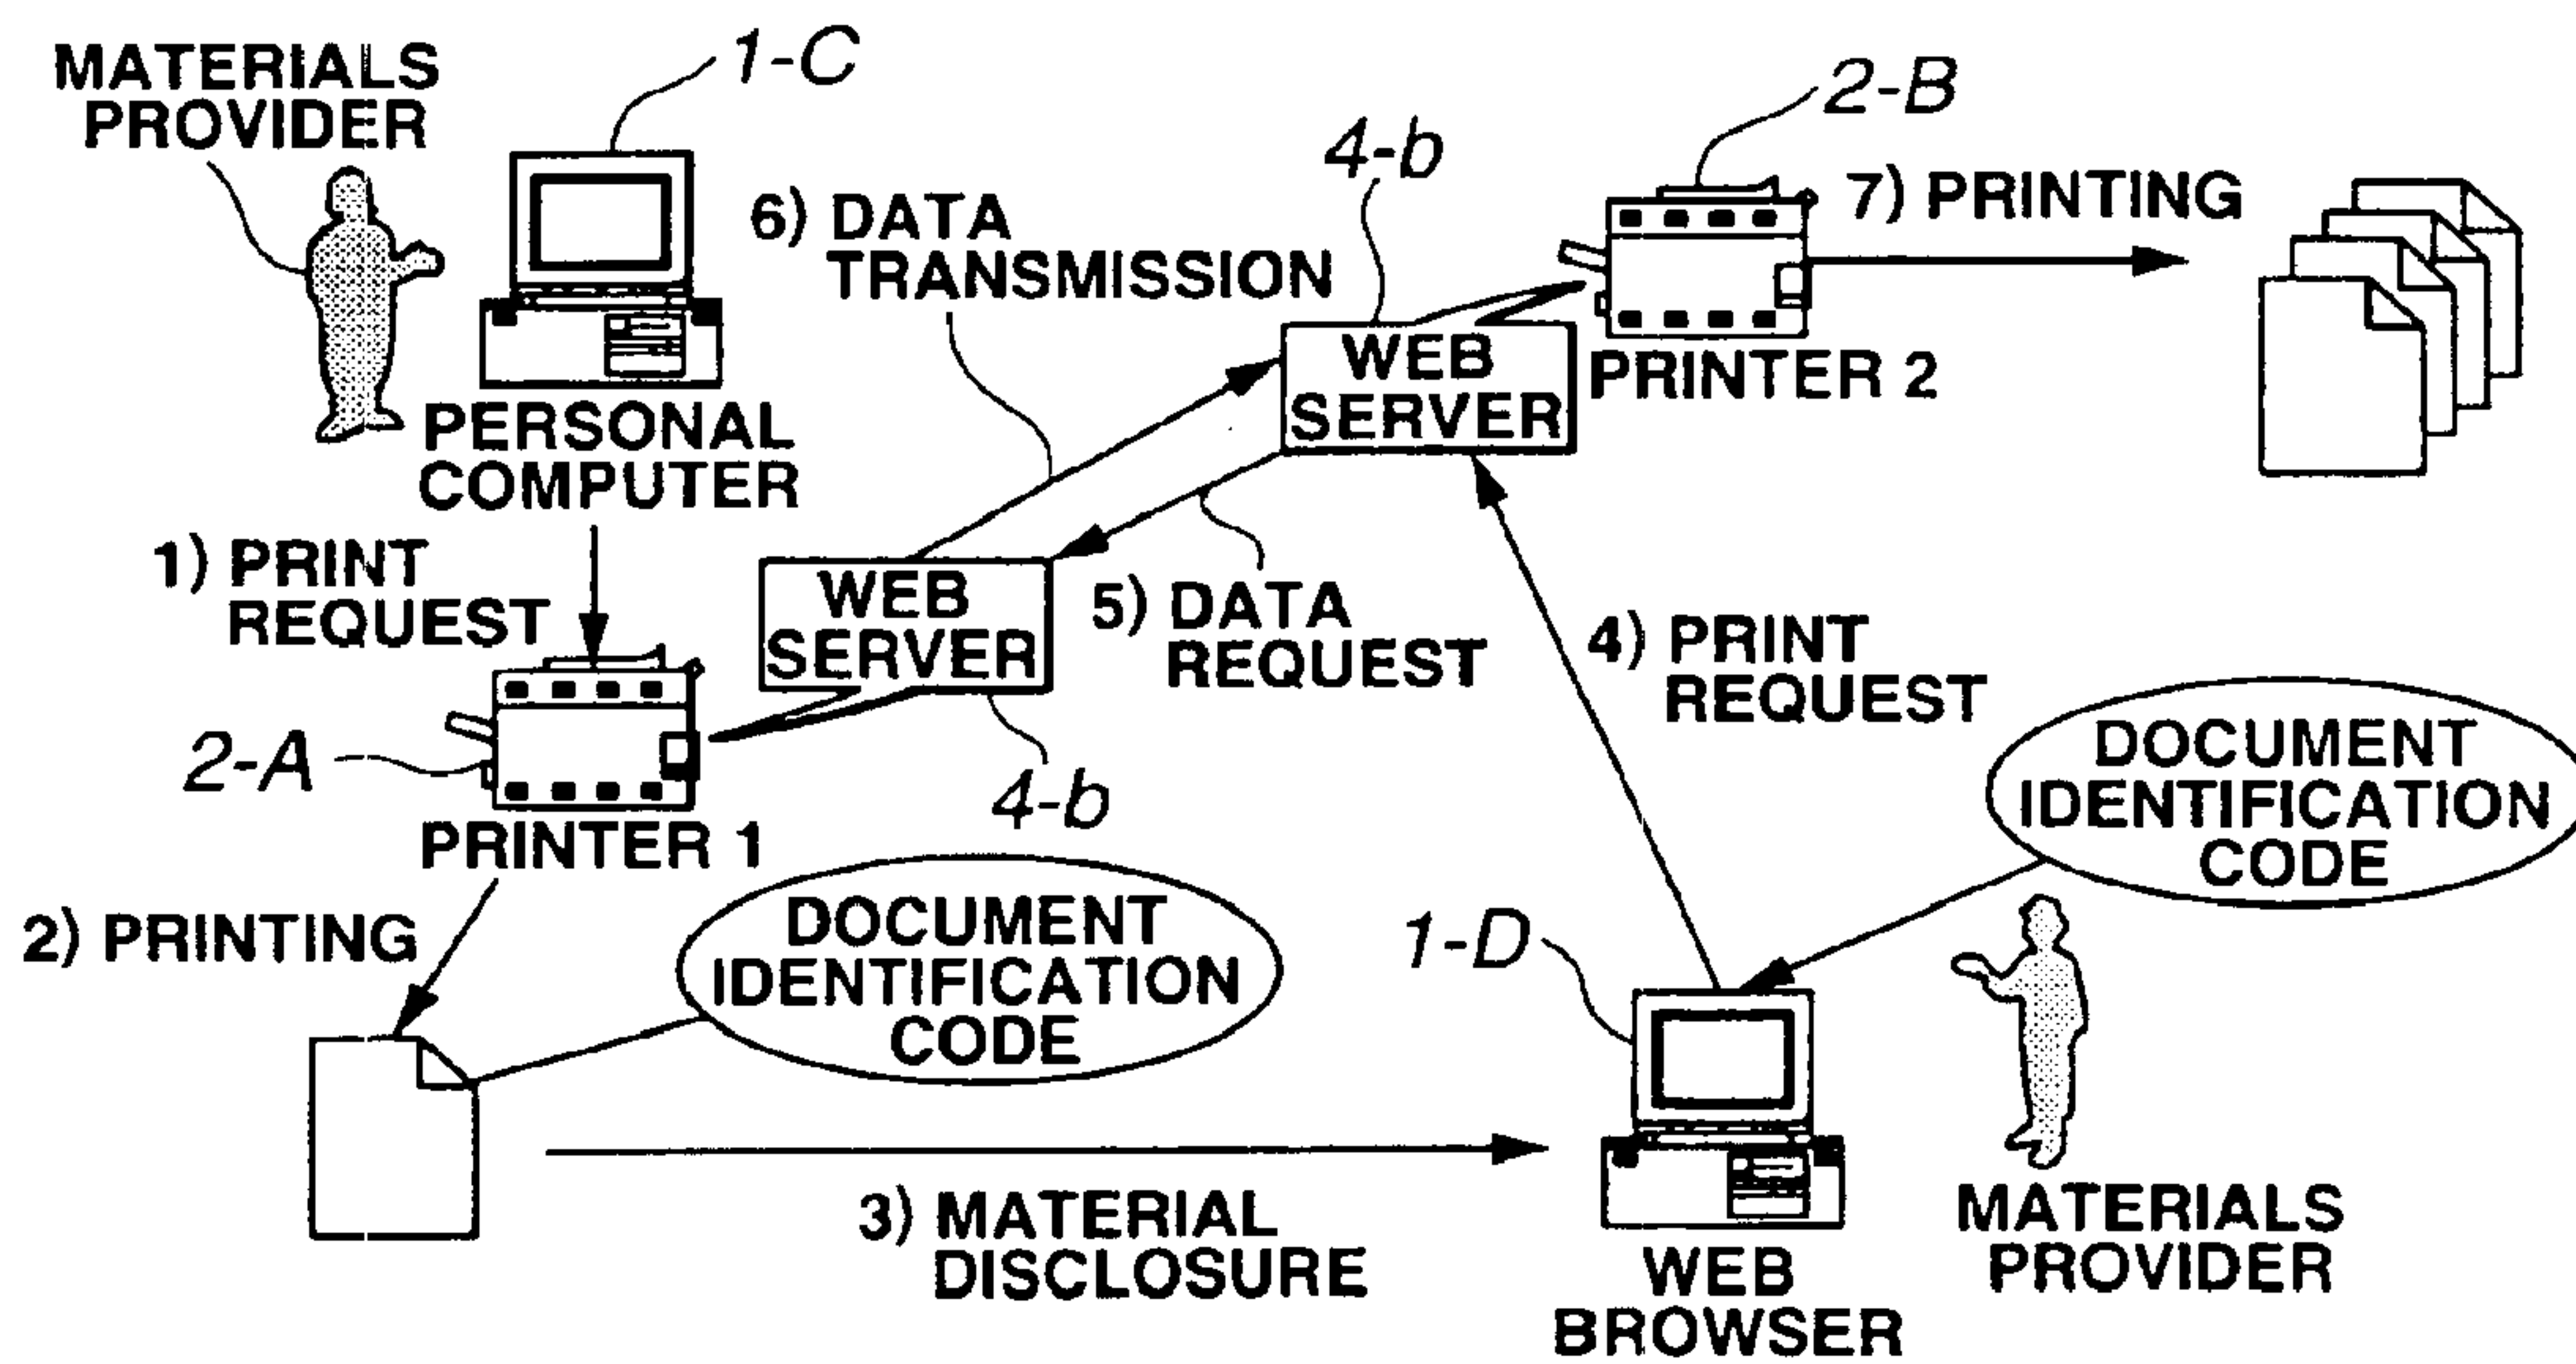 MATERIALS
PROVIDER
1-C
2-B
4-b
6) DATA
TRANSMISSION
7) PRINTING
WEB
SERVER
PRINTER 2
PERSONAL
COMPUTER
1) PRINT
REQUEST
WEB
SERVER
5) DATA
REQUEST
4) PRINT
REQUEST
2-A
4-b
PRINTER 1
DOCUMENT
IDENTIFICATION
CODE
2) PRINTING
DOCUMENT
IDENTIFICATION
CODE
1-D
3) MATERIAL
DISCLOSURE
WEB
BROWSER
MATERIALS
PROVIDER